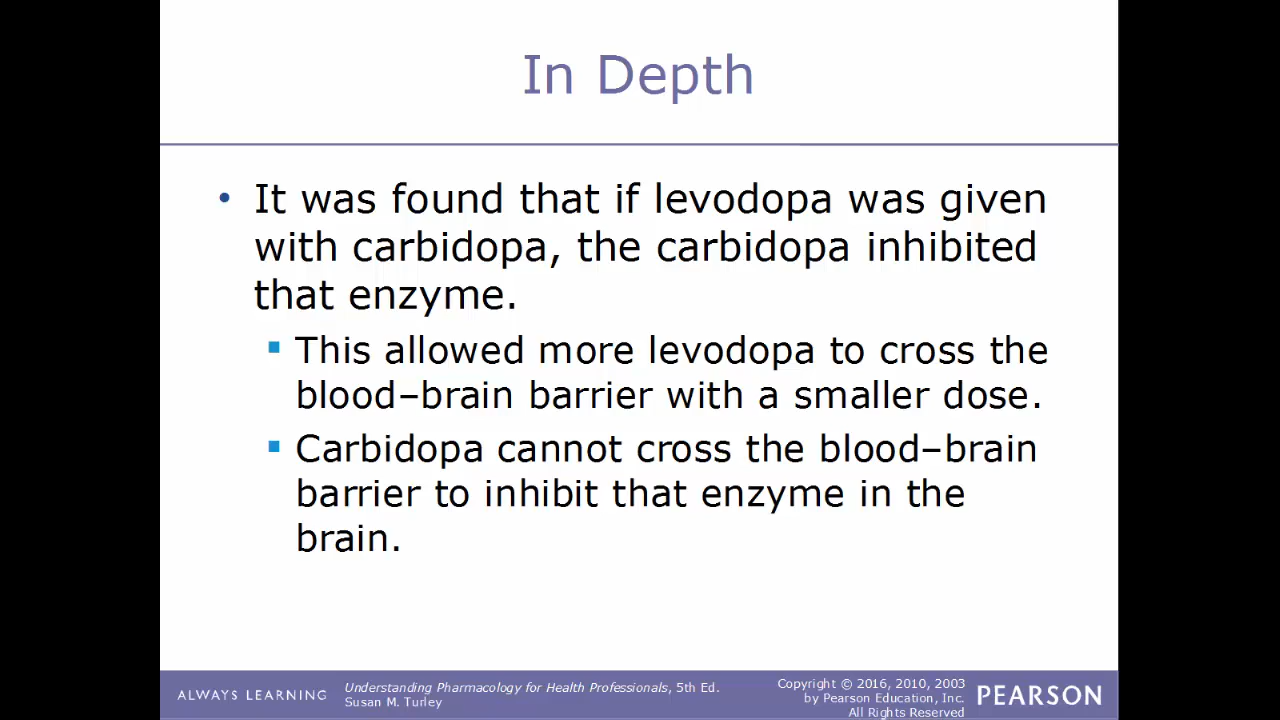 In Depth
• It was found that if levodopa was given
with carbidopa, the carbidopa inhibited
that enzyme.
▪ This allowed more levodopa to cross the
blood–brain barrier with a smaller dose.
▪ Carbidopa cannot cross the blood–brain
barrier to inhibit that enzyme in the
brain.
ALWAYS LEARNING
Understanding Pharmacology for Health Professionals, 5th Ed.
Susan M. Turley
Copyright © 2016, 2010, 2003
by Pearson Education, Inc.
All Rights Reserved
PEARSON